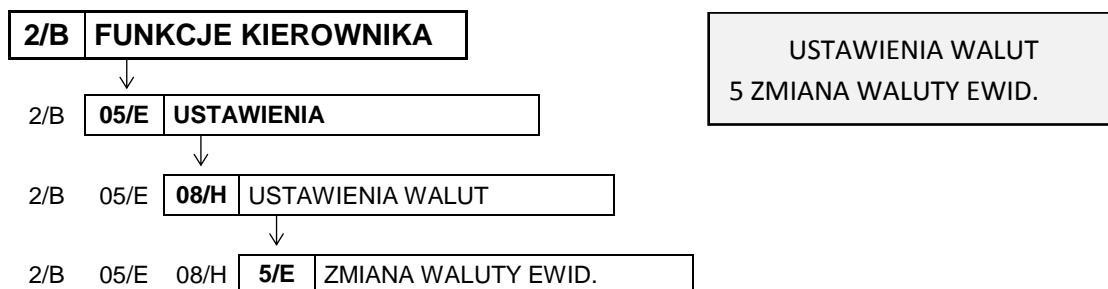 2/B FUNKCJE KIEROWNIKA
2/B 05/E USTAWIENIA
2/B 05/E 08/H USTAWIENIA WALUT
2/B 05/E 08/H 5/E ZMIANA WALUTY EWID.
USTAWIENIA WALUT
5 ZMIANA WALUTY EWID.